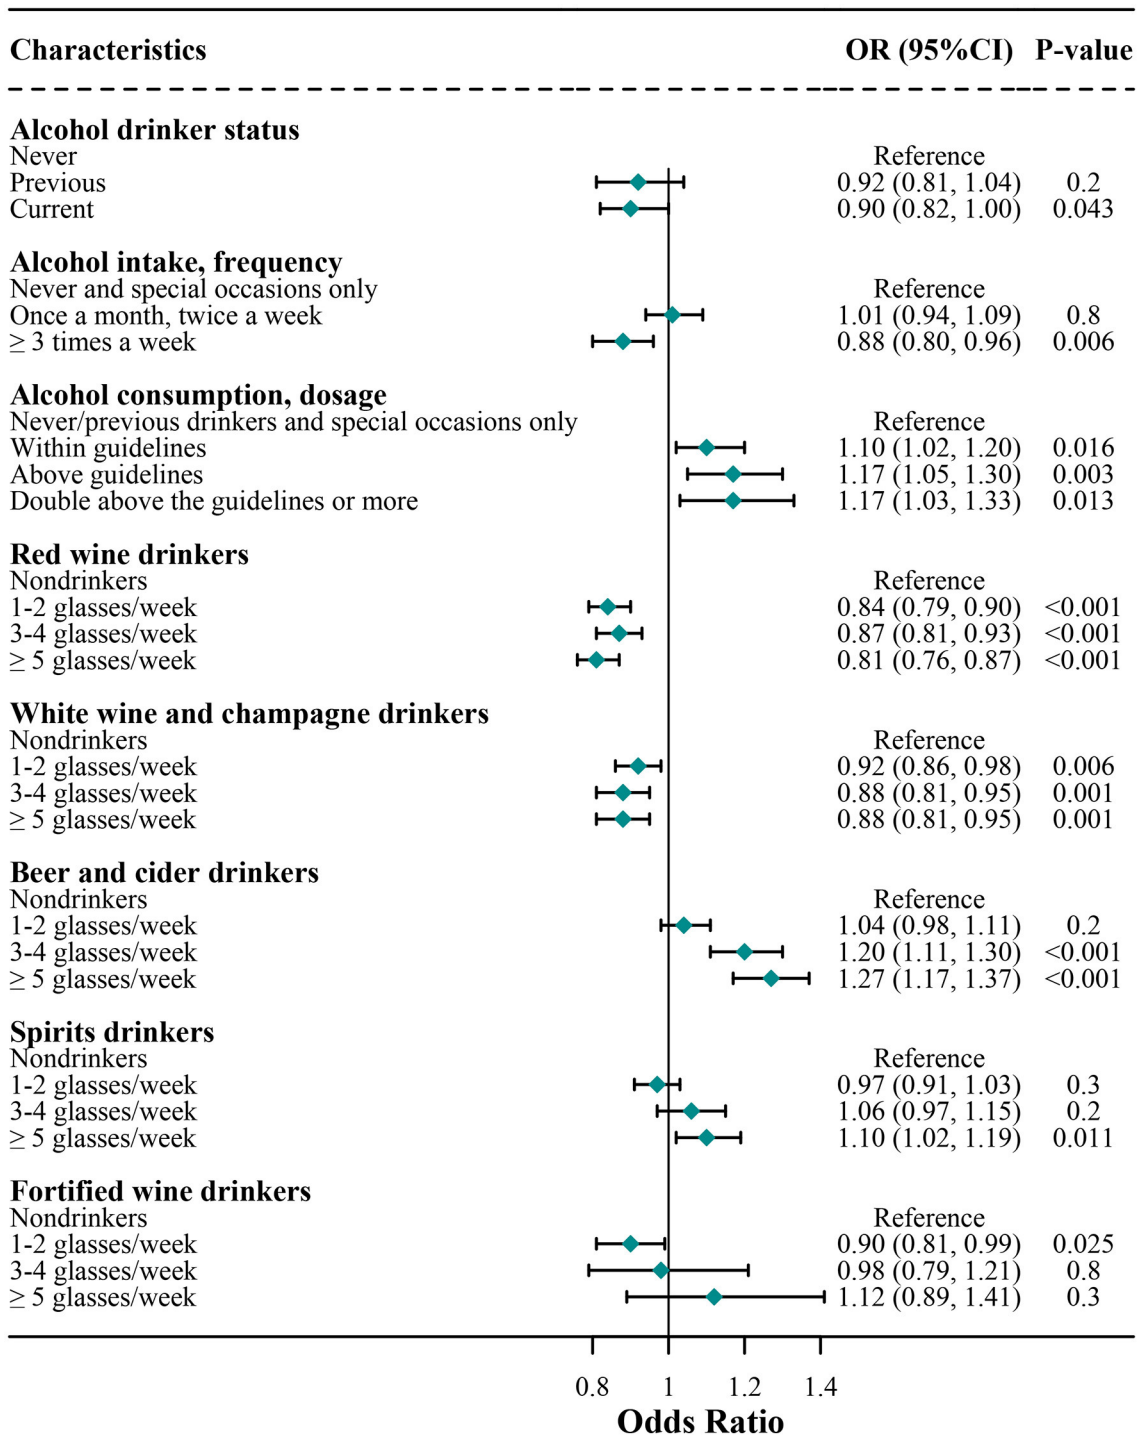 Characteristics OR (95%CI) P-value
Alcohol drinker status
Never Reference
Previous 0.92 (0.81, 1.04) 0.2
Current 0.90 (0.82, 1.00) 0.043
Alcohol intake, frequency
Never and special occasions only Reference
Once a month, twice a week 1.01 (0.94, 1.09) 0.8
≥ 3 times a week 0.88 (0.80, 0.96) 0.006
Alcohol consumption, dosage
Never/previous drinkers and special occasions only Reference
Within guidelines 1.10 (1.02, 1.20) 0.016
Above guidelines 1.17 (1.05, 1.30) 0.003
Double above the guidelines or more 1.17 (1.03, 1.33) 0.013
Red wine drinkers
Nondrinkers Reference
1-2 glasses/week 0.84 (0.79, 0.90) <0.001
3-4 glasses/week 0.87 (0.81, 0.93) <0.001
≥ 5 glasses/week 0.81 (0.76, 0.87) <0.001
White wine and champagne drinkers
Nondrinkers Reference
1-2 glasses/week 0.92 (0.86, 0.98) 0.006
3-4 glasses/week 0.88 (0.81, 0.95) 0.001
≥ 5 glasses/week 0.88 (0.81, 0.95) 0.001
Beer and cider drinkers
Nondrinkers Reference
1-2 glasses/week 1.04 (0.98, 1.11) 0.2
3-4 glasses/week 1.20 (1.11, 1.30) <0.001
≥ 5 glasses/week 1.27 (1.17, 1.37) <0.001
Spirits drinkers
Nondrinkers Reference
1-2 glasses/week 0.97 (0.91, 1.03) 0.3
3-4 glasses/week 1.06 (0.97, 1.15) 0.2
≥ 5 glasses/week 1.10 (1.02, 1.19) 0.011
Fortified wine drinkers
Nondrinkers Reference
1-2 glasses/week 0.90 (0.81, 0.99) 0.025
3-4 glasses/week 0.98 (0.79, 1.21) 0.8
≥ 5 glasses/week 1.12 (0.89, 1.41) 0.3
0.8 1 1.2 1.4
Odds Ratio